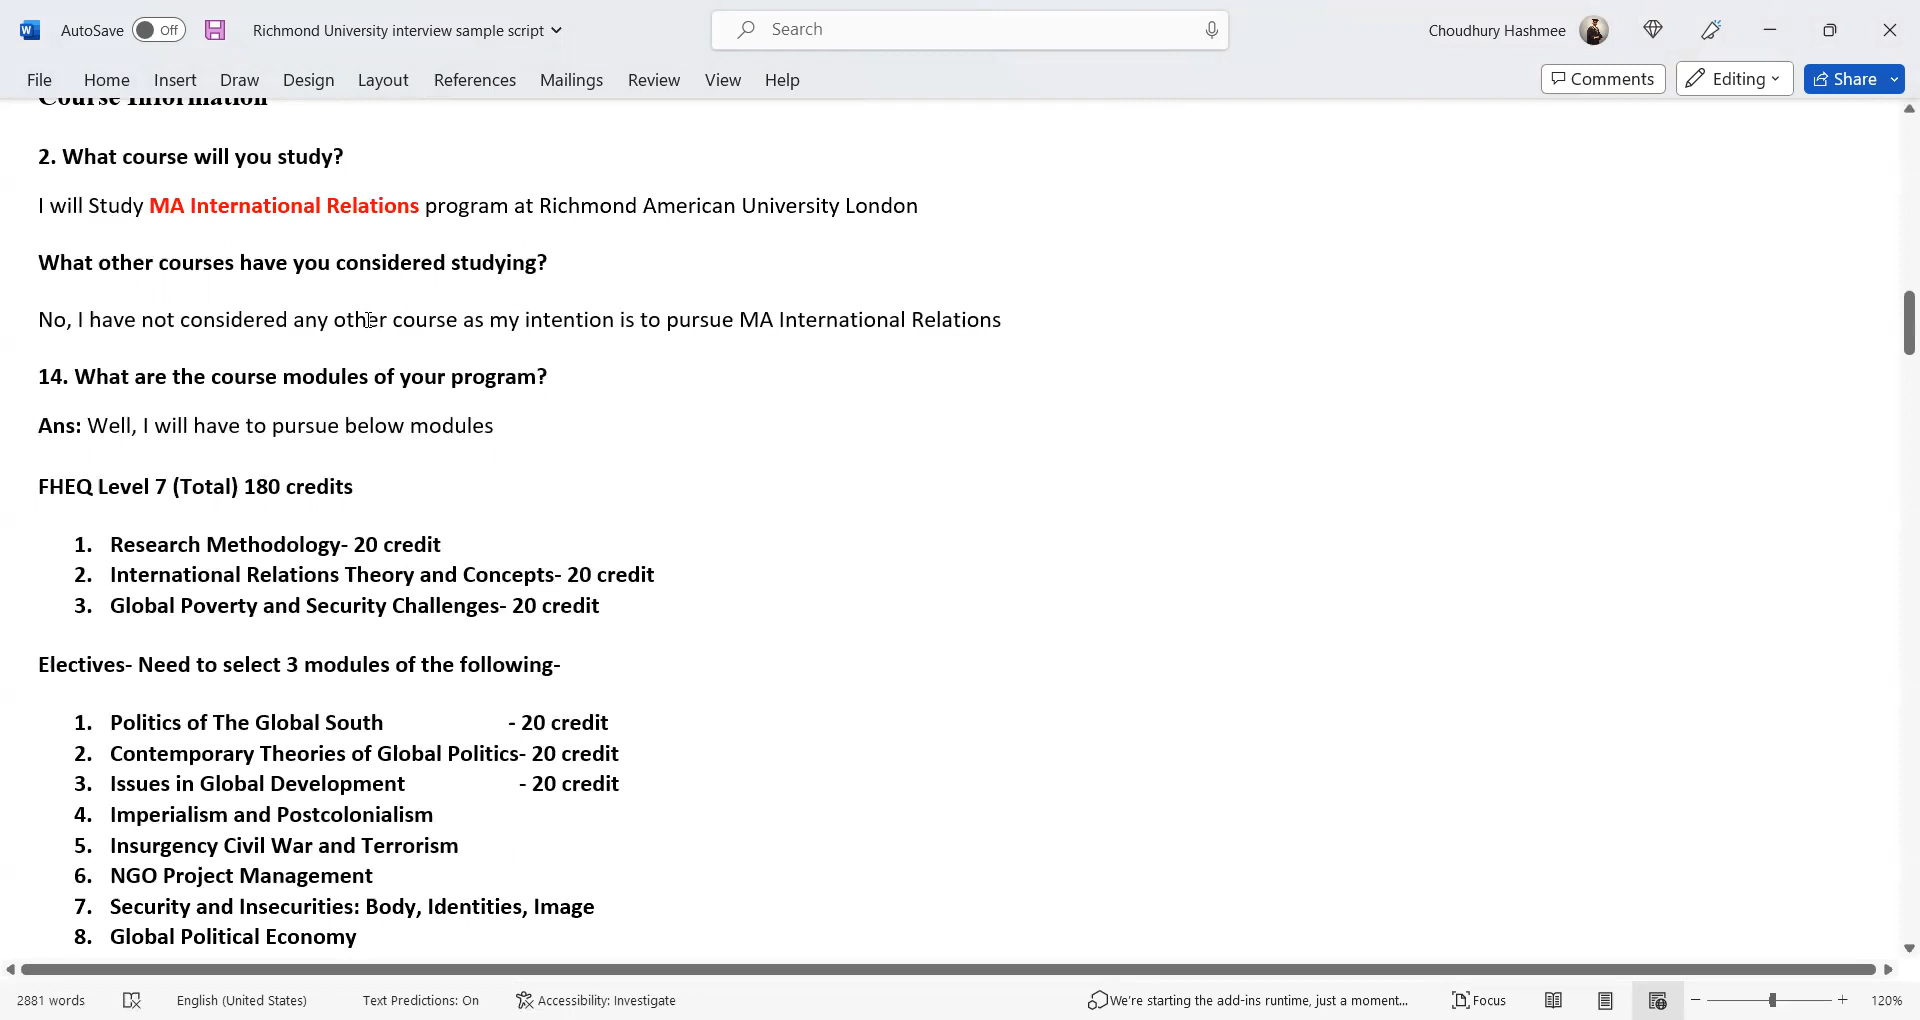 AutoSave Off Richmond University interview sample script Search Choudhury Hashmee
File Home Insert Draw Design Layout References Mailings Review View Help Comments Editing Share
Course Information
2. What course will you study?
I will Study MA International Relations program at Richmond American University London
What other courses have you considered studying?
No, I have not considered any other course as my intention is to pursue MA International Relations
14. What are the course modules of your program?
Ans: Well, I will have to pursue below modules
FHEQ Level 7 (Total) 180 credits
1. Research Methodology- 20 credit
2. International Relations Theory and Concepts- 20 credit
3. Global Poverty and Security Challenges- 20 credit
Electives- Need to select 3 modules of the following-
1. Politics of The Global South - 20 credit
2. Contemporary Theories of Global Politics- 20 credit
3. Issues in Global Development - 20 credit
4. Imperialism and Postcolonialism
5. Insurgency Civil War and Terrorism
6. NGO Project Management
7. Security and Insecurities: Body, Identities, Image
8. Global Political Economy
2881 words English (United States) Text Predictions: On Accessibility: Investigate We're starting the add-ins runtime, just a moment... Focus 120%